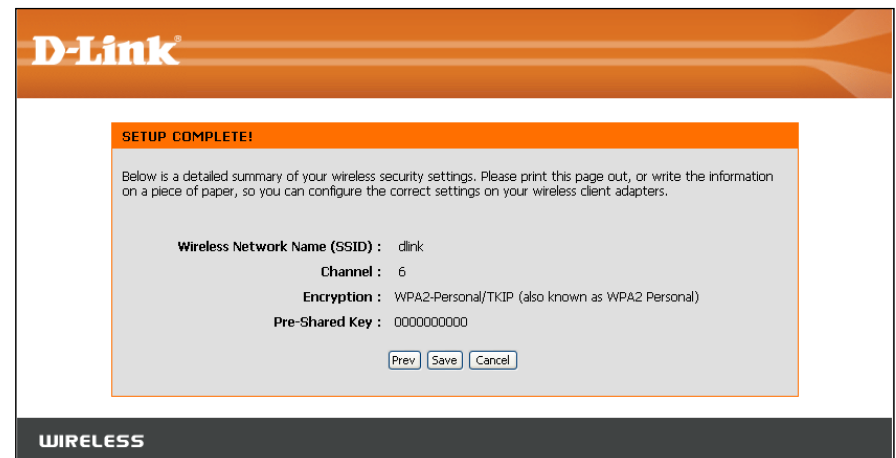 D-Link®
SETUP COMPLETE!
Below is a detailed summary of your wireless security settings. Please print this page out, or write the information
on a piece of paper, so you can configure the correct settings on your wireless client adapters.
Wireless Network Name (SSID) : dlink
Channel : 6
Encryption : WPA2-Personal/TKIP (also known as WPA2 Personal)
Pre-Shared Key : 0000000000
Prev Save Cancel
WIRELESS